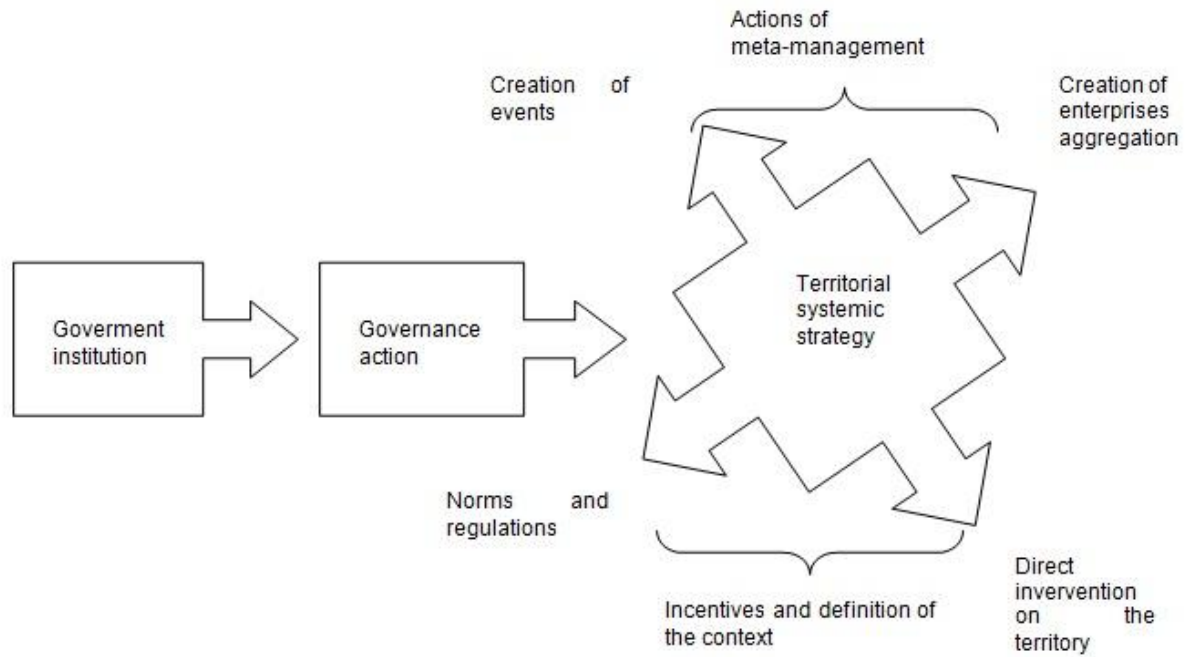 Actions of
meta-management
Creation of
events
Creation of
enterprises
aggregation
Goverment
institution
Governance
action
Territorial
systemic
strategy
Norms and
regulations
Incentives and definition of
the context
Direct
invervention
on the
territory